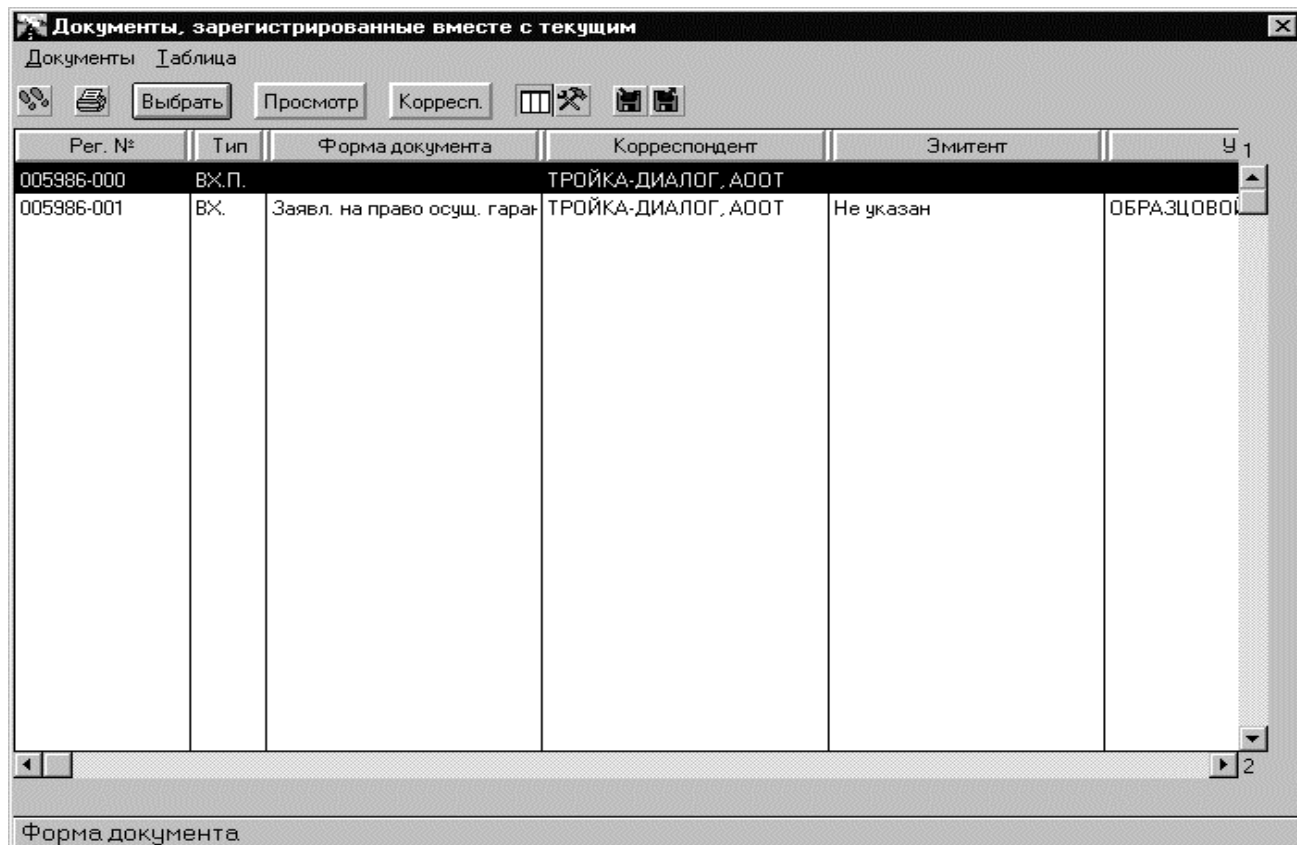 Документы, зарегистрированные вместе с текущим
Документы Таблица
Выбрать Просмотр Корресп.
Рег. № Тип Форма документа Корреспондент Эмитент У 1
005986-000 ВХ.П. ТРОЙКА-ДИАЛОГ, АООТ
005986-001 ВХ. Заявл. на право осущ. гаран ТРОЙКА-ДИАЛОГ, АООТ Не указан ОБРАЗЦОВОЙ
2
Форма документа